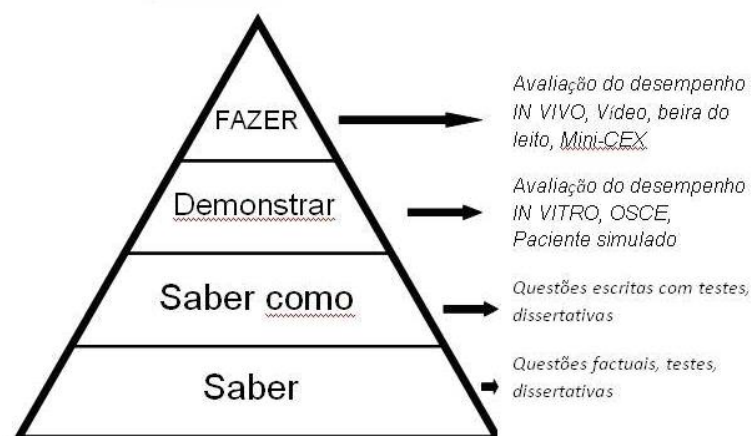 FAZER
Avaliação do desempenho
IN VIVO, Vídeo, beira do
leito, Mini-CEX
Demonstrar
Avaliação do desempenho
IN VITRO, OSCE,
Paciente simulado
Saber como
Questões escritas com testes,
dissertativas
Saber
Questões factuais, testes,
dissertativas